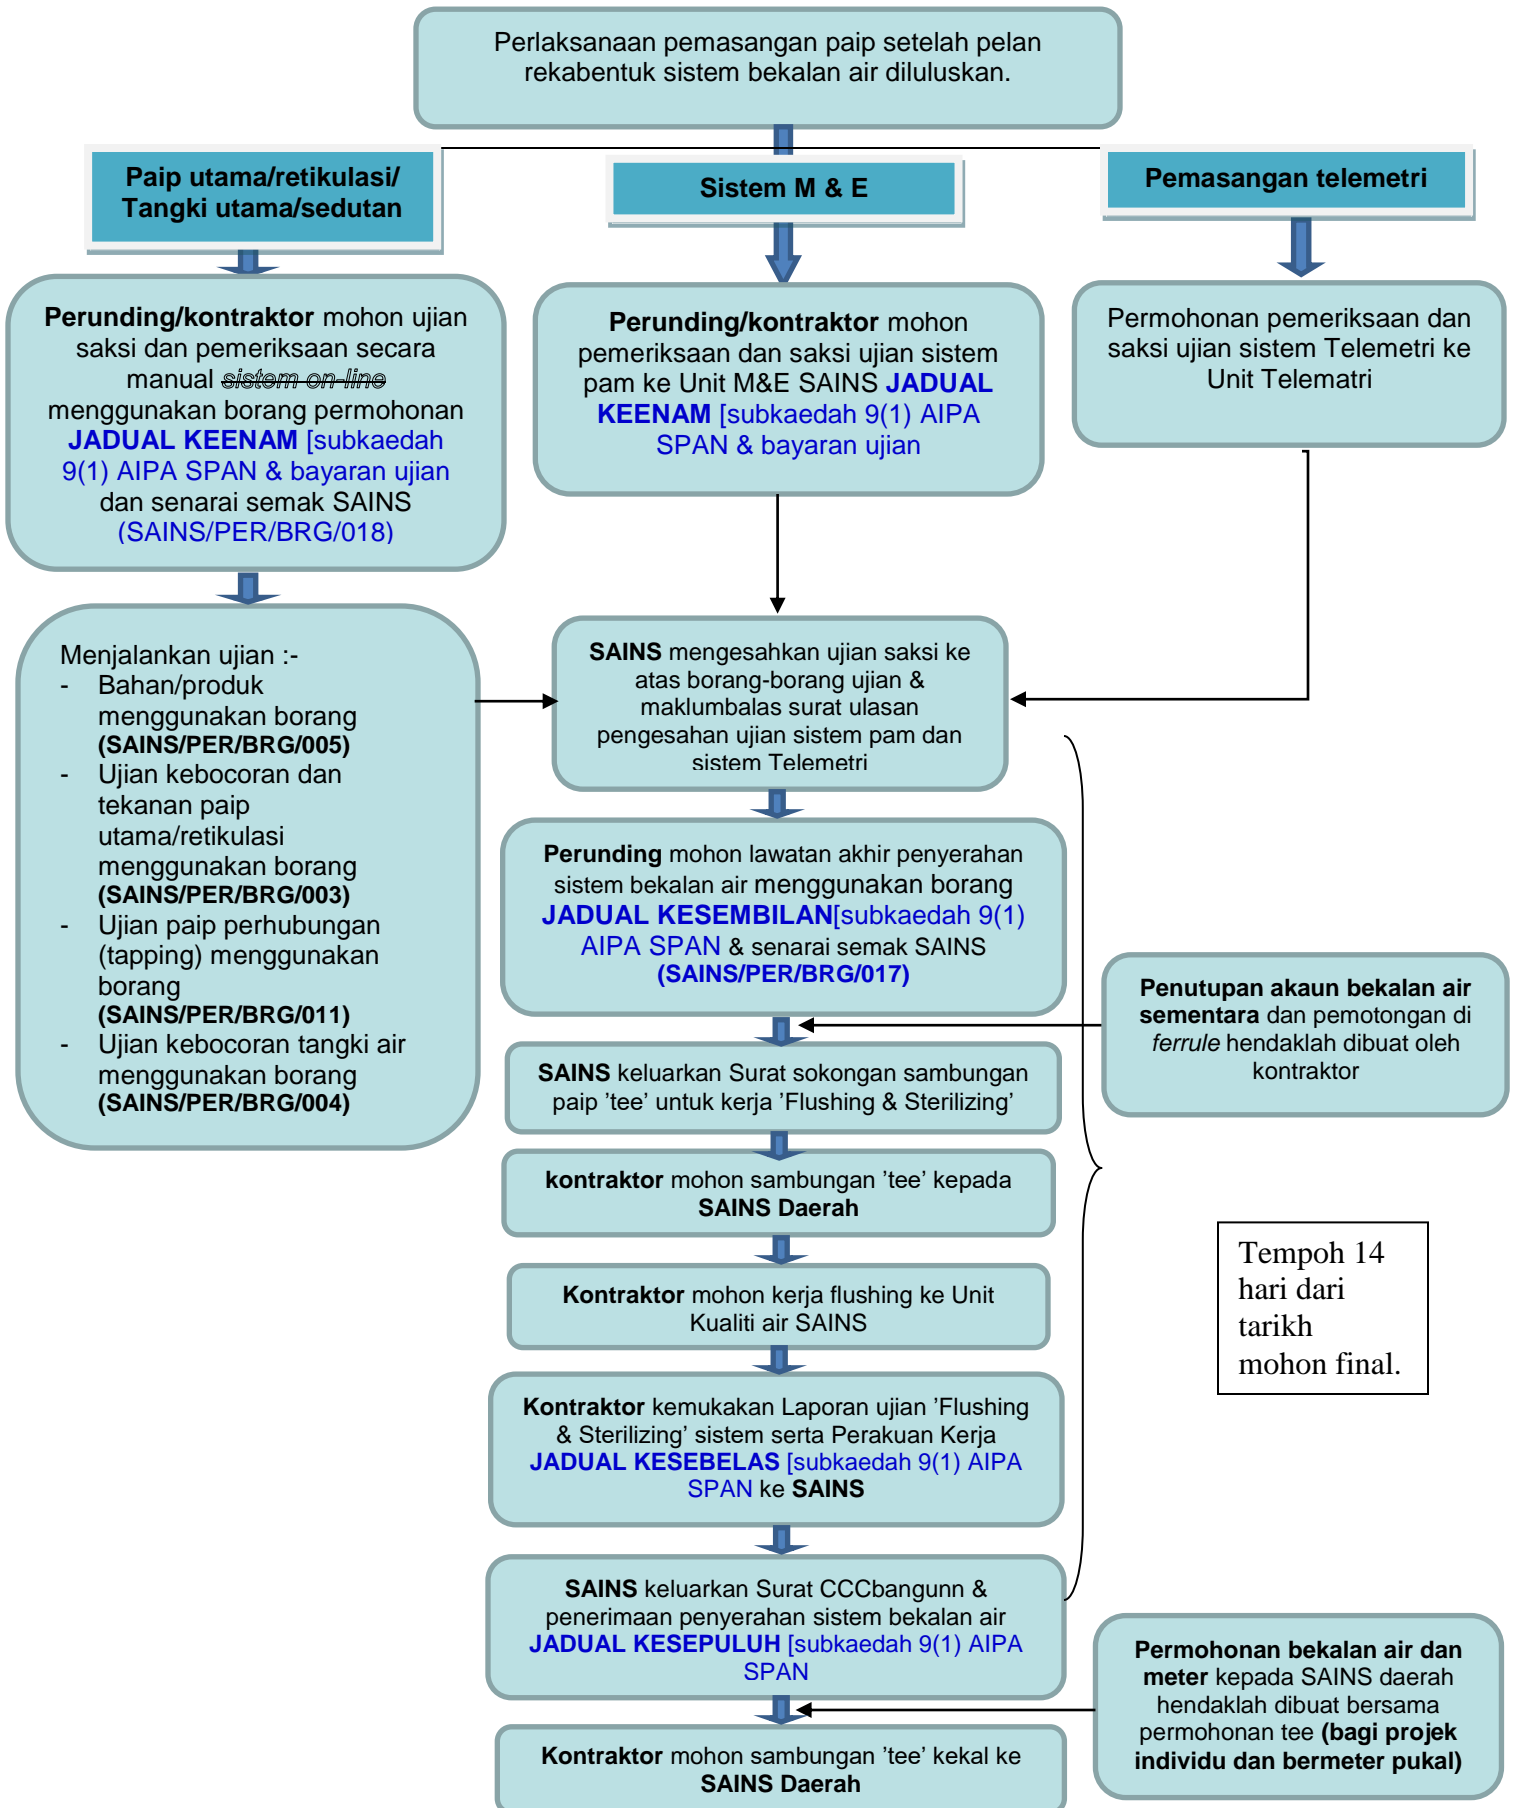 Perlaksanaan pemasangan paip setelah pelan
rekabentuk sistem bekalan air diluluskan.
Paip utama/retikulasi/
Tangki utama/sedutan
Sistem M & E
Pemasangan telemetri
Perunding/kontraktor mohon ujian
saksi dan pemeriksaan secara
manual sistem on-line
menggunakan borang permohonan
JADUAL KEENAM [subkaedah
9(1) AIPA SPAN & bayaran ujian
dan senarai semak SAINS
(SAINS/PER/BRG/018)
Perunding/kontraktor mohon
pemeriksaan dan saksi ujian sistem
pam ke Unit M&E SAINS JADUAL
KEENAM [subkaedah 9(1) AIPA
SPAN & bayaran ujian
Permohonan pemeriksaan dan
saksi ujian sistem Telemetri ke
Unit Telematri
Menjalankan ujian :-
- Bahan/produk
menggunakan borang
(SAINS/PER/BRG/005)
- Ujian kebocoran dan
tekanan paip
utama/retikulasi
menggunakan borang
(SAINS/PER/BRG/003)
- Ujian paip perhubungan
(tapping) menggunakan
borang
(SAINS/PER/BRG/011)
- Ujian kebocoran tangki air
menggunakan borang
(SAINS/PER/BRG/004)
SAINS mengesahkan ujian saksi ke
atas borang-borang ujian &
maklumbalas surat ulasan
pengesahan ujian sistem pam dan
sistem Telemetri
Perunding mohon lawatan akhir penyerahan
sistem bekalan air menggunakan borang
JADUAL KESEMBILAN[subkaedah 9(1)
AIPA SPAN & senarai semak SAINS
(SAINS/PER/BRG/017)
Penutupan akaun bekalan air
sementara dan pemotongan di
ferrule hendaklah dibuat oleh
kontraktor
SAINS keluarkan Surat sokongan sambungan
paip ’tee’ untuk kerja ’Flushing & Sterilizing’
kontraktor mohon sambungan ’tee’ kepada
SAINS Daerah
Kontraktor mohon kerja flushing ke Unit
Kualiti air SAINS
Tempoh 14
hari dari
tarikh
mohon final.
Kontraktor kemukakan Laporan ujian ’Flushing
& Sterilizing’ sistem serta Perakuan Kerja
JADUAL KESEBELAS [subkaedah 9(1) AIPA
SPAN ke SAINS
SAINS keluarkan Surat CCCbangunn &
penerimaan penyerahan sistem bekalan air
JADUAL KESEPULUH [subkaedah 9(1) AIPA
SPAN
Permohonan bekalan air dan
meter kepada SAINS daerah
hendaklah dibuat bersama
permohonan tee (bagi projek
individu dan bermeter pukal)
Kontraktor mohon sambungan ’tee’ kekal ke
SAINS Daerah